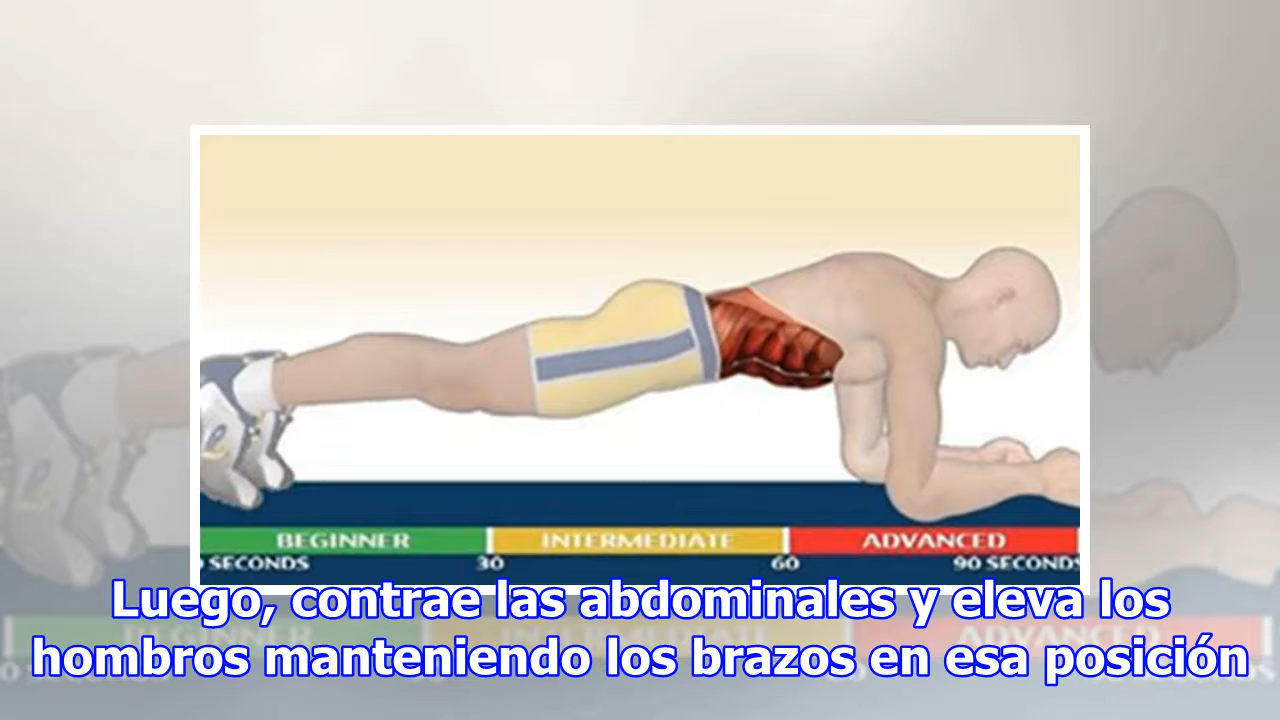 BEGINNER INTERMEDIATE ADVANCED
SECONDS 30 60 90 SECONDS
Luego, contrae las abdominales y eleva los
hombros manteniendo los brazos en esa posición